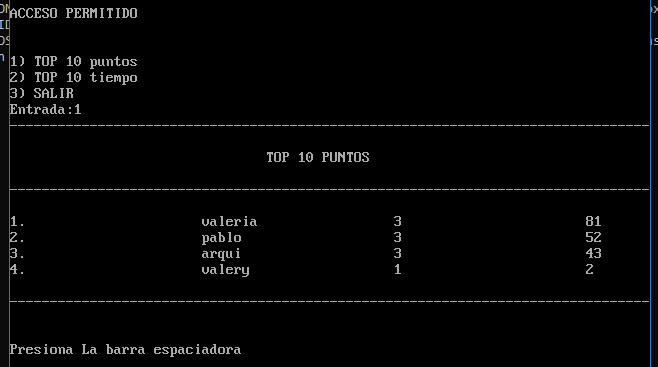 ACCESO PERMITIDO
1) TOP 10 puntos
2) TOP 10 tiempo
3) SALIR
Entrada:1
TOP 10 PUNTOS
1. valeria 3 81
2. pablo 3 52
3. arqui 3 43
4. valery 1 2
Presiona La barra espaciadora